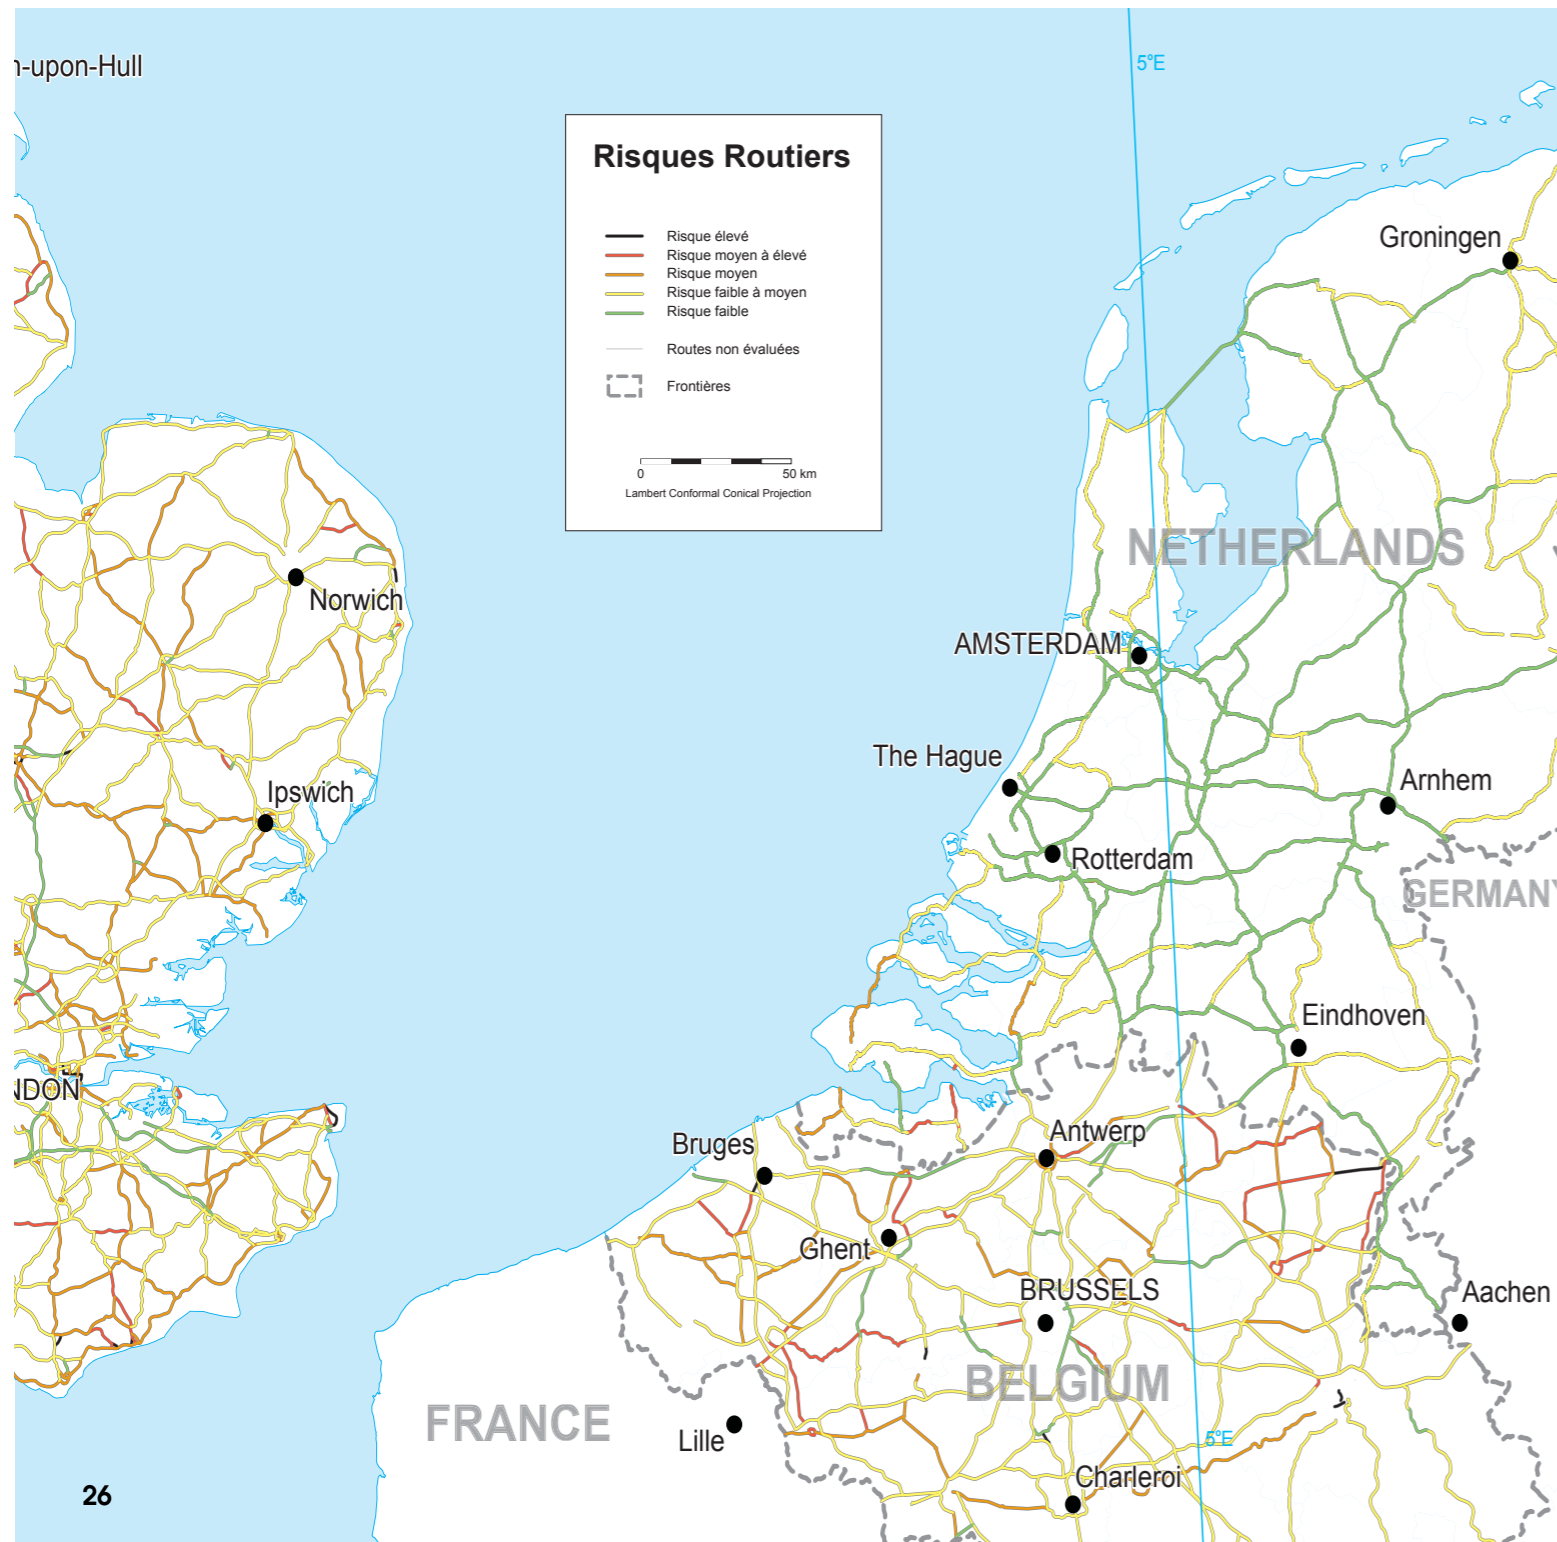 n-upon-Hull
5°E
Risques Routiers
Risque élevé
Risque moyen à élevé
Risque moyen
Risque faible à moyen
Risque faible
Routes non évaluées
Frontières
0 50 km
Lambert Conformal Conical Projection
Groningen
NETHERLANDS
Norwich
AMSTERDAM
The Hague
Arnhem
Ipswich
Rotterdam
GERMANY
Eindhoven
NDON
Antwerp
Bruges
Ghent
BRUSSELS
Aachen
BELGIUM
FRANCE
Lille
5°E
Charleroi
26